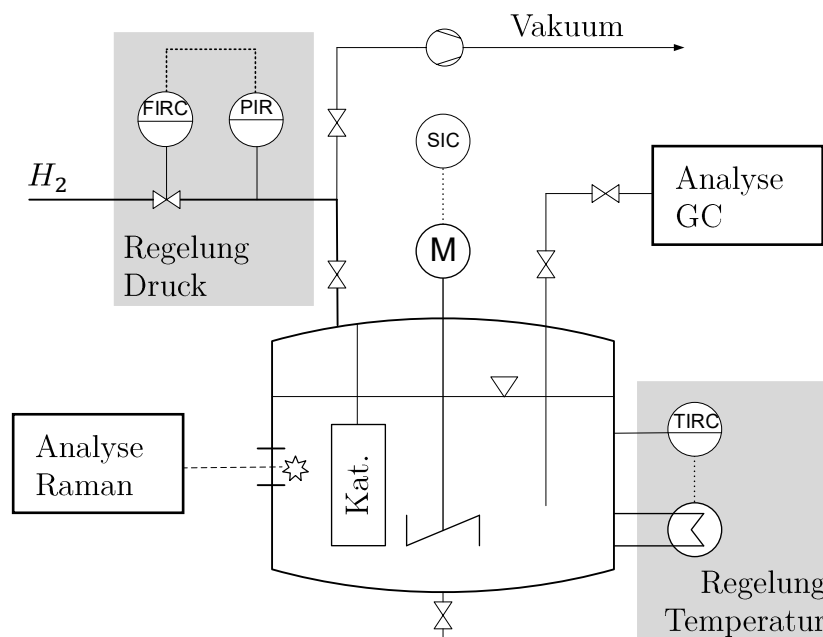 Vakuum
FIRC
PIR
SIC
H₂
Analyse
GC
M
Regelung
Druck
TIRC
Analyse
Raman
Kat.
Regelung
Temperatur